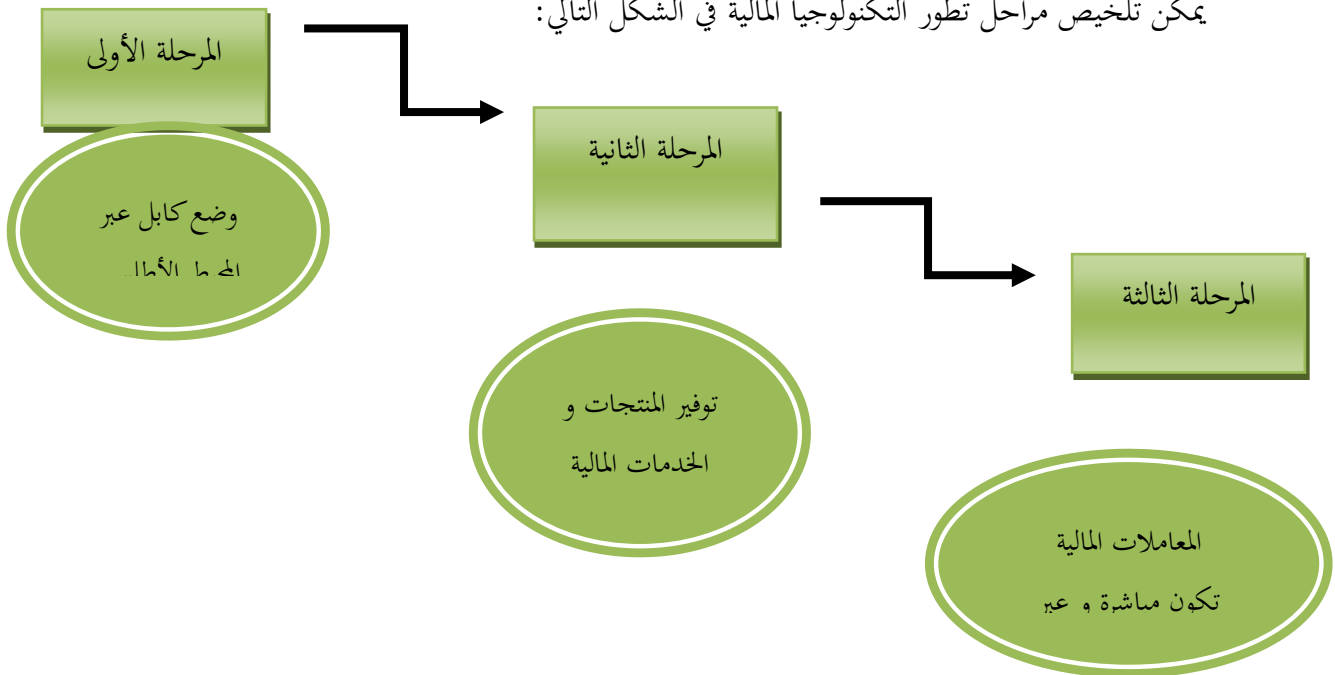 يمكن تلخيص مراحل تطور التكنولوجيا المالية في الشكل التالي:
المرحلة الأولى
وضع كابل عبر
المرحلة الثانية
توفير المنتجات و
الخدمات المالية
المرحلة الثالثة
المعاملات المالية
تكون مباشرة و عبر